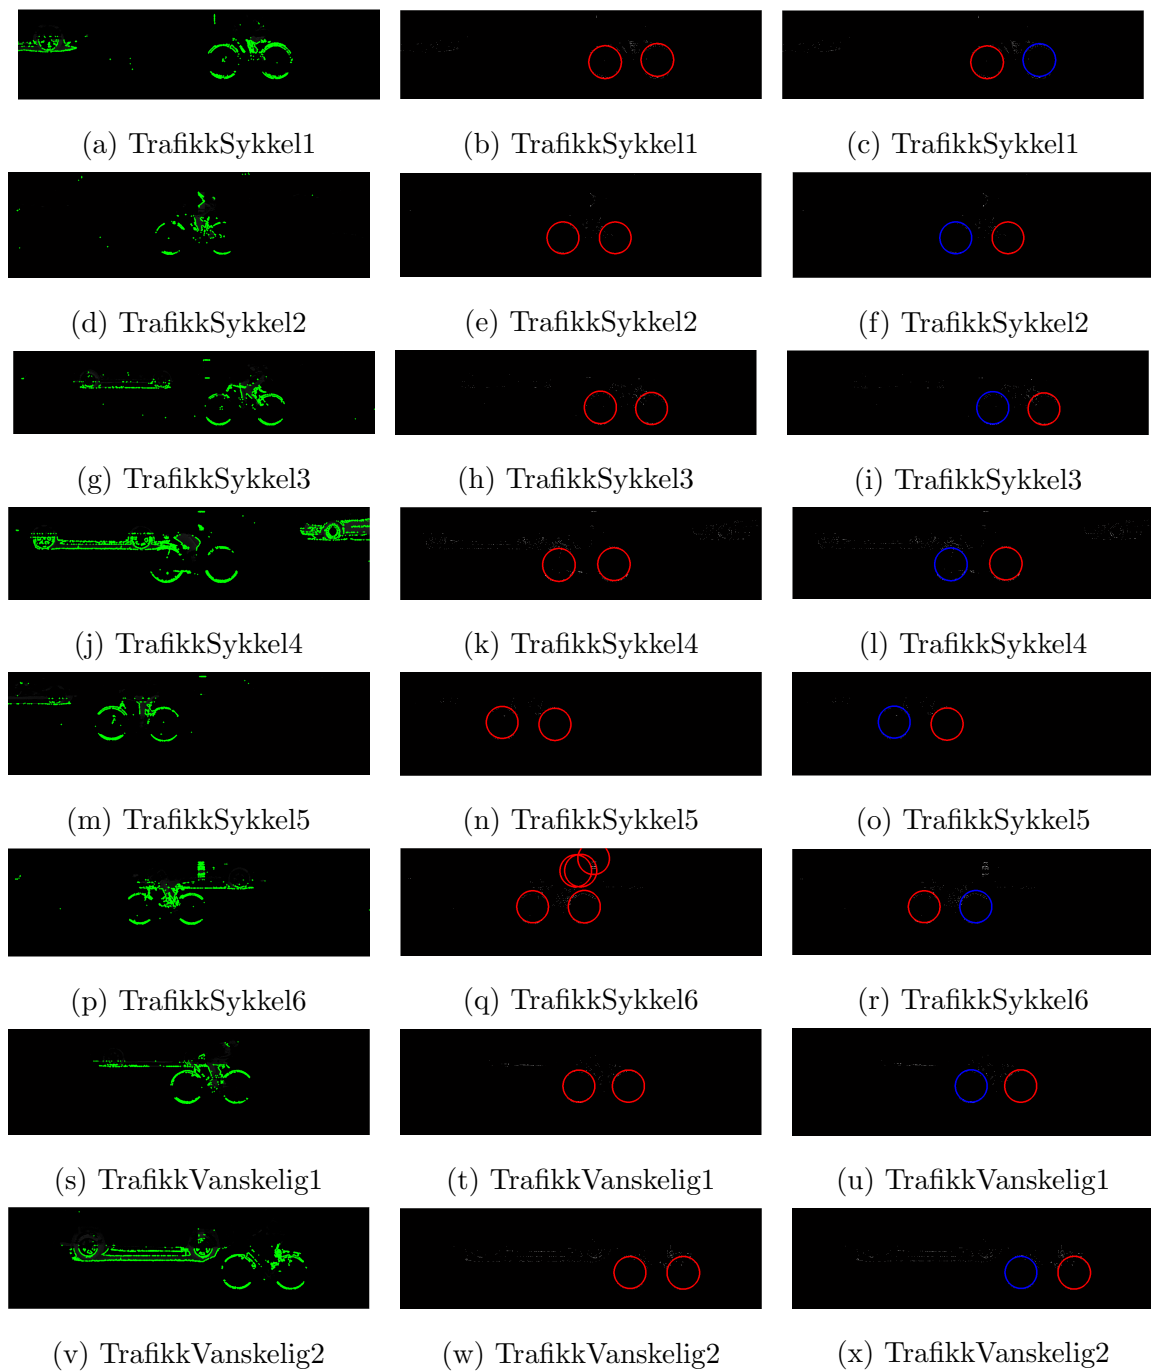 (a) TrafikkSykkel1 (b) TrafikkSykkel1 (c) TrafikkSykkel1
(d) TrafikkSykkel2 (e) TrafikkSykkel2 (f) TrafikkSykkel2
(g) TrafikkSykkel3 (h) TrafikkSykkel3 (i) TrafikkSykkel3
(j) TrafikkSykkel4 (k) TrafikkSykkel4 (l) TrafikkSykkel4
(m) TrafikkSykkel5 (n) TrafikkSykkel5 (o) TrafikkSykkel5
(p) TrafikkSykkel6 (q) TrafikkSykkel6 (r) TrafikkSykkel6
(s) TrafikkVanskelig1 (t) TrafikkVanskelig1 (u) TrafikkVanskelig1
(v) TrafikkVanskelig2 (w) TrafikkVanskelig2 (x) TrafikkVanskelig2